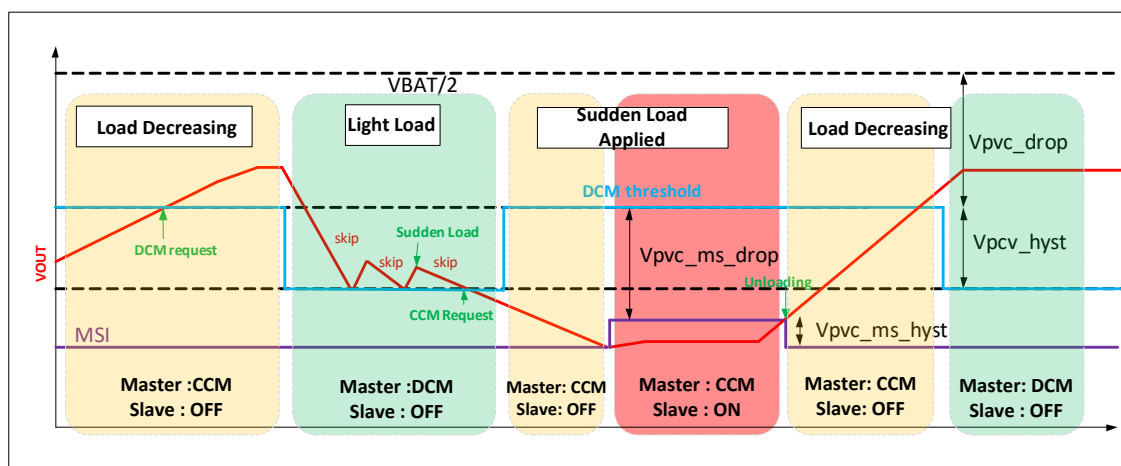 VBAT/2
Load Decreasing
Light Load
Sudden Load
Applied
Load Decreasing
Vpvc_drop
DCM threshold
DCM request
skip
skip
skip
Sudden Load
Vpvc_ms_drop
Vpcv_hyst
VOUT
Unloading
CCM Request
MSI
Vpvc_ms_hyst
Master :CCM
Slave : OFF
Master :DCM
Slave : OFF
Master: CCM
Slave: OFF
Master : CCM
Slave : ON
Master: CCM
Slave: OFF
Master: DCM
Slave : OFF